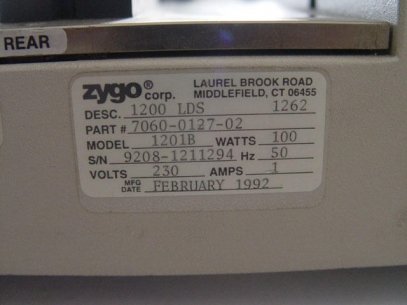 REAR
zygo® corp. LAUREL BROOK ROAD
MIDDLEFIELD, CT 06455
DESC. 1200 LDS 1262
PART # 7060-0127-02
MODEL 1201B WATTS 100
S/N 9208-1211294 Hz 50
VOLTS 230 AMPS 1
MFG DATE FEBRUARY 1992